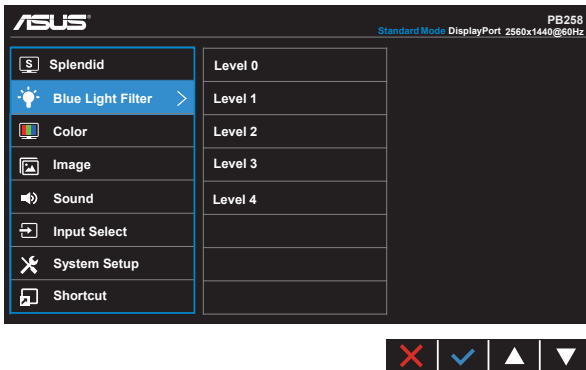 ASUS
PB258
Standard Mode DisplayPort 2560x1440@60Hz
S Splendid
Blue Light Filter
Color
Image
Sound
Input Select
System Setup
Shortcut
Level 0
Level 1
Level 2
Level 3
Level 4